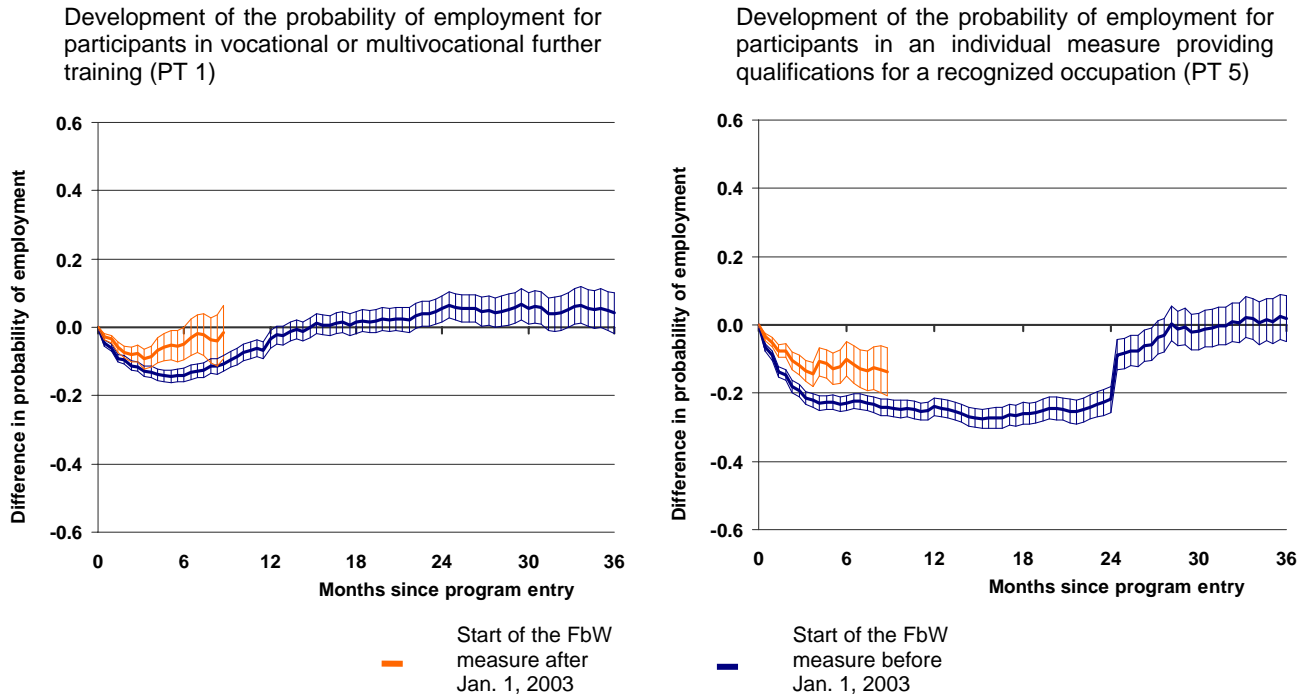 Development of the probability of employment for
participants in vocational or multivocational further
training (PT 1)
Difference in probability of employment
0.6
0.4
0.2
0.0
-0.2
-0.4
-0.6
0 6 12 18 24 30 36
Months since program entry
Development of the probability of employment for
participants in an individual measure providing
qualifications for a recognized occupation (PT 5)
Difference in probability of employment
0.6
0.4
0.2
0.0
-0.2
-0.4
-0.6
0 6 12 18 24 30 36
Months since program entry
Start of the FbW
measure after
Jan. 1, 2003
Start of the FbW
measure before
Jan. 1, 2003